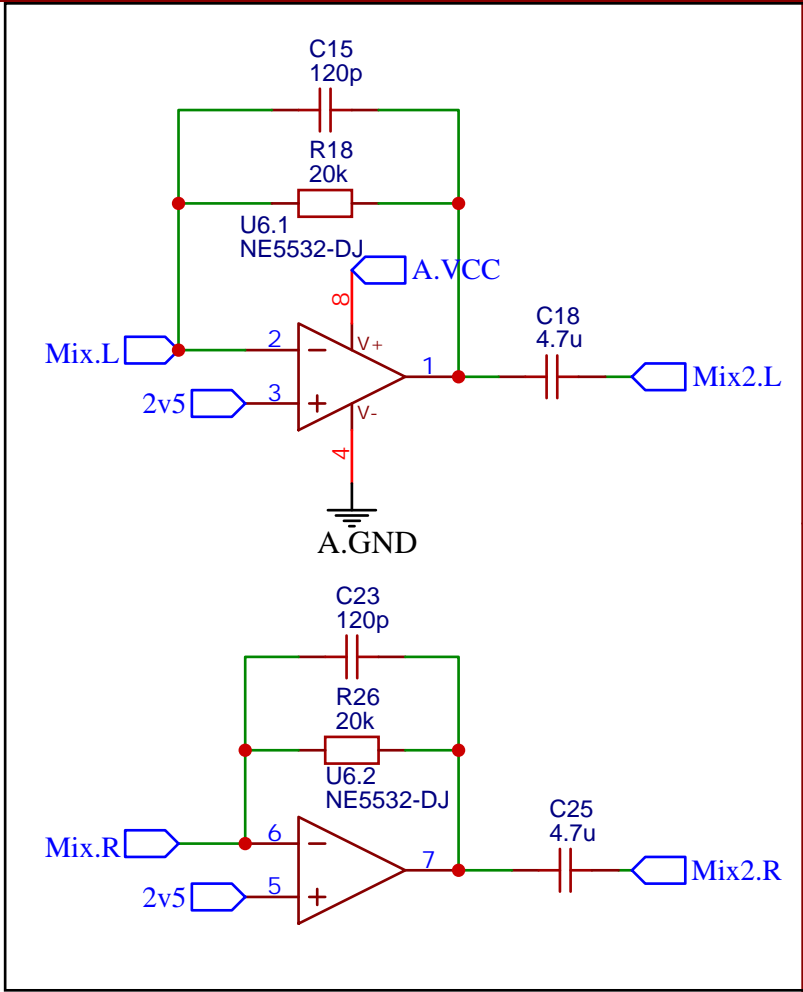 C15
120p
R18
20k
U6.1
NE5532-DJ
A.VCC
8
V+
C18
4.7u
Mix.L
2
1
Mix2.L
2v5
3
V-
4
A.GND
C23
120p
R26
20k
U6.2
NE5532-DJ
C25
4.7u
Mix.R
6
7
Mix2.R
2v5
5